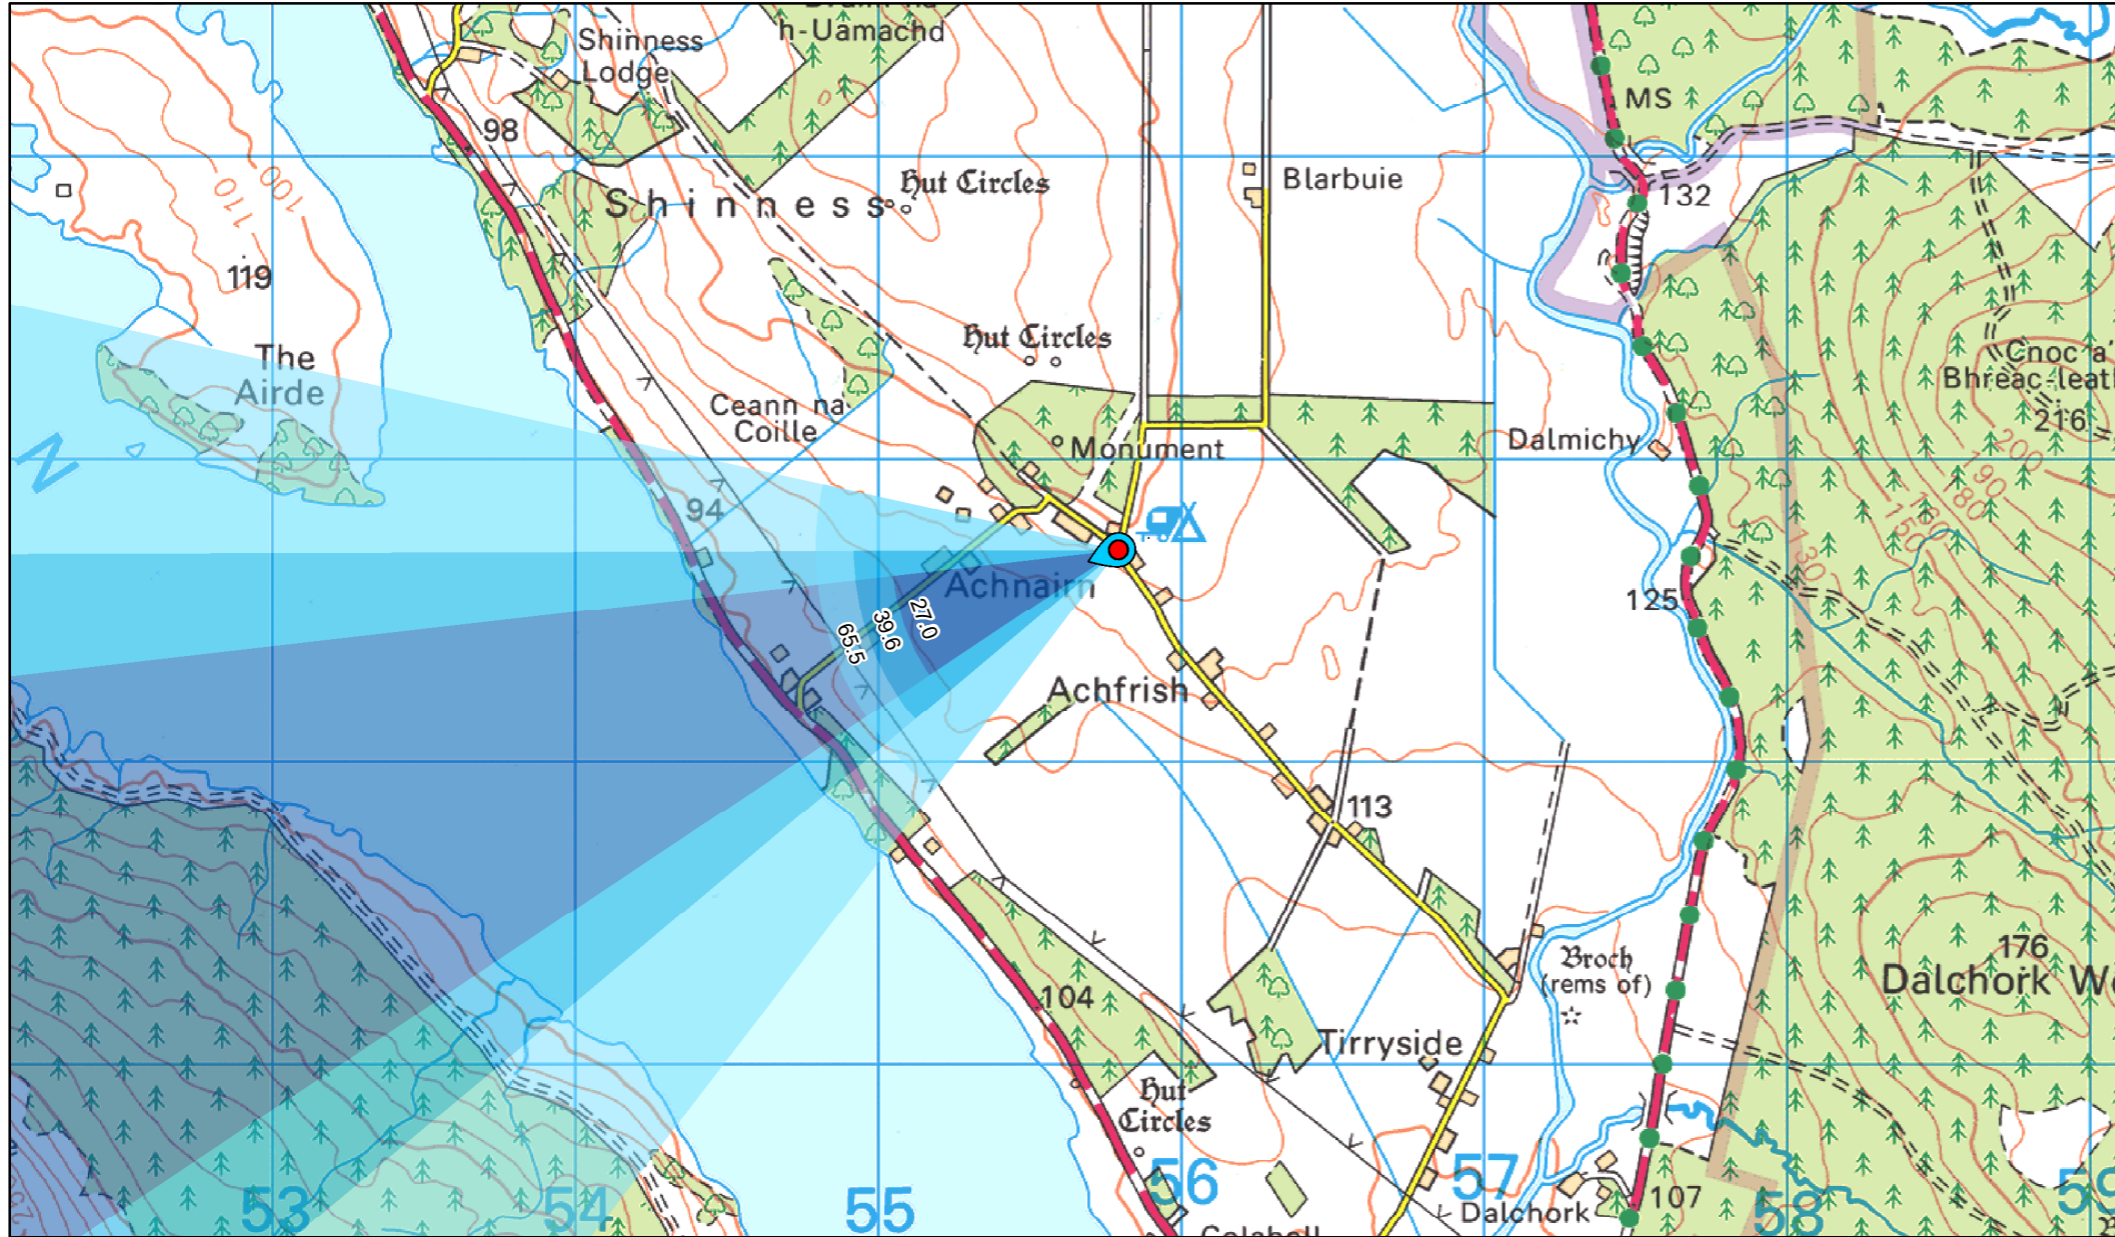 h-Uamachd
Shinness
Lodge
98
MS
Hut Circles
Blarbuie
Shinness
132
110
100
119
Hut Circles
The
Airde
Cnoc a'
216
Ceann na
Coille
Monument
Dalmichy
200
190
180
160
150
130
N
94
Achnairn
125
27.0
39.6
65.5
Achfrish
113
Broch
(rems of)
176
Dalchork
104
Tirryside
Hut
Circles
53
54
55
56
57
58
59
107
Dalchork